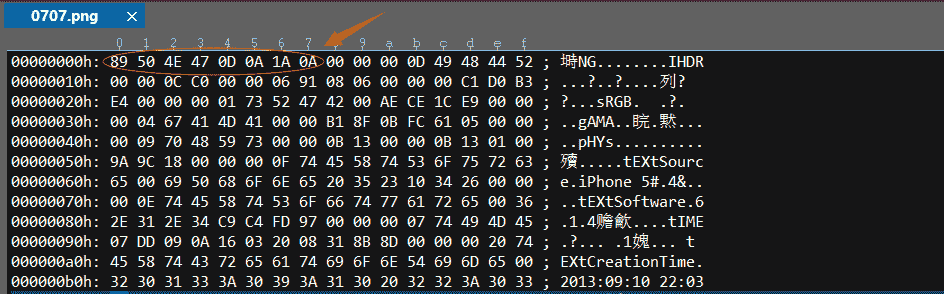 0707.png ×
0 1 2 3 4 5 6 7 8 9 a b c d e f
00000000h: 89 50 4E 47 0D 0A 1A 0A 00 00 00 0D 49 48 44 52 ; 塒NG........IHDR
00000010h: 00 00 0C C0 00 00 06 91 08 06 00 00 00 C1 D0 B3 ; ...?..?....列?
00000020h: E4 00 00 00 01 73 52 47 42 00 AE CE 1C E9 00 00 ; ?...sRGB. .?.
00000030h: 00 04 67 41 4D 41 00 00 B1 8F 0B FC 61 05 00 00 ; ..gAMA..睆.黙...
00000040h: 00 09 70 48 59 73 00 00 0B 13 00 00 0B 13 01 00 ; ..pHYs..........
00000050h: 9A 9C 18 00 00 00 0F 74 45 58 74 53 6F 75 72 63 ; .....tEXtSourc
00000060h: 65 00 69 50 68 6F 6E 65 20 35 23 10 34 26 00 00 ; e.iPhone 5#.4&..
00000070h: 00 0E 74 45 58 74 53 6F 66 74 77 61 72 65 00 36 ; ..tEXtSoftware.6
00000080h: 2E 31 2E 34 C9 C4 FD 97 00 00 00 07 74 49 4D 45 ; .1.4赡....tIME
00000090h: 07 DD 09 0A 16 03 20 08 31 8B 8D 00 00 00 20 74 ; .?... .1媿... t
000000a0h: 45 58 74 43 72 65 61 74 69 6F 6E 54 69 6D 65 00 ; EXtCreationTime.
000000b0h: 32 30 31 33 3A 30 39 3A 31 30 20 32 32 3A 30 33 ; 2013:09:10 22:03